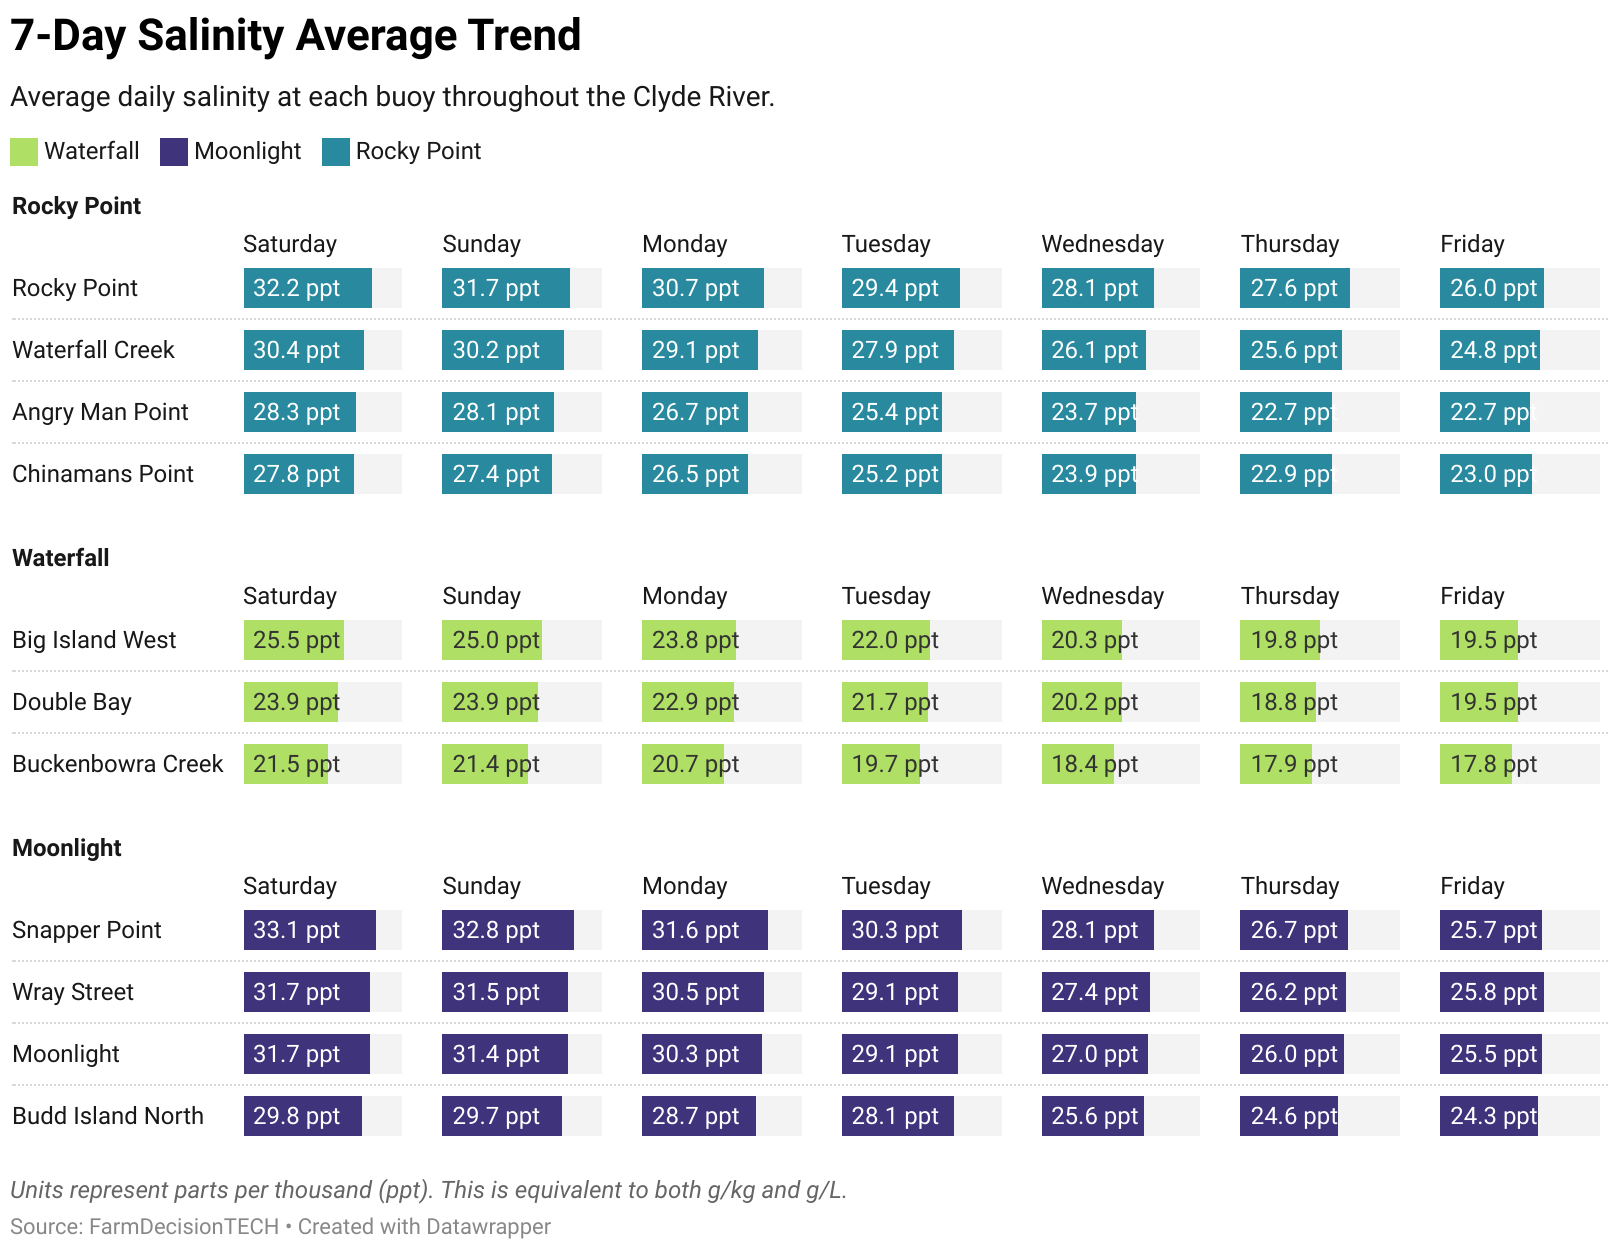 7-Day Salinity Average Trend
Average daily salinity at each buoy throughout the Clyde River.
Waterfall Moonlight Rocky Point
Rocky Point
Saturday Sunday Monday Tuesday Wednesday Thursday Friday
Rocky Point 32.2 ppt 31.7 ppt 30.7 ppt 29.4 ppt 28.1 ppt 27.6 ppt 26.0 ppt
Waterfall Creek 30.4 ppt 30.2 ppt 29.1 ppt 27.9 ppt 26.1 ppt 25.6 ppt 24.8 ppt
Angry Man Point 28.3 ppt 28.1 ppt 26.7 ppt 25.4 ppt 23.7 ppt 22.7 ppt 22.7 ppt
Chinamans Point 27.8 ppt 27.4 ppt 26.5 ppt 25.2 ppt 23.9 ppt 22.9 ppt 23.0 ppt
Waterfall
Saturday Sunday Monday Tuesday Wednesday Thursday Friday
Big Island West 25.5 ppt 25.0 ppt 23.8 ppt 22.0 ppt 20.3 ppt 19.8 ppt 19.5 ppt
Double Bay 23.9 ppt 23.9 ppt 22.9 ppt 21.7 ppt 20.2 ppt 18.8 ppt 19.5 ppt
Buckenbowra Creek 21.5 ppt 21.4 ppt 20.7 ppt 19.7 ppt 18.4 ppt 17.9 ppt 17.8 ppt
Moonlight
Saturday Sunday Monday Tuesday Wednesday Thursday Friday
Snapper Point 33.1 ppt 32.8 ppt 31.6 ppt 30.3 ppt 28.1 ppt 26.7 ppt 25.7 ppt
Wray Street 31.7 ppt 31.5 ppt 30.5 ppt 29.1 ppt 27.4 ppt 26.2 ppt 25.8 ppt
Moonlight 31.7 ppt 31.4 ppt 30.3 ppt 29.1 ppt 27.0 ppt 26.0 ppt 25.5 ppt
Budd Island North 29.8 ppt 29.7 ppt 28.7 ppt 28.1 ppt 25.6 ppt 24.6 ppt 24.3 ppt
Units represent parts per thousand (ppt). This is equivalent to both g/kg and g/L.
Source: FarmDecisionTECH • Created with Datawrapper